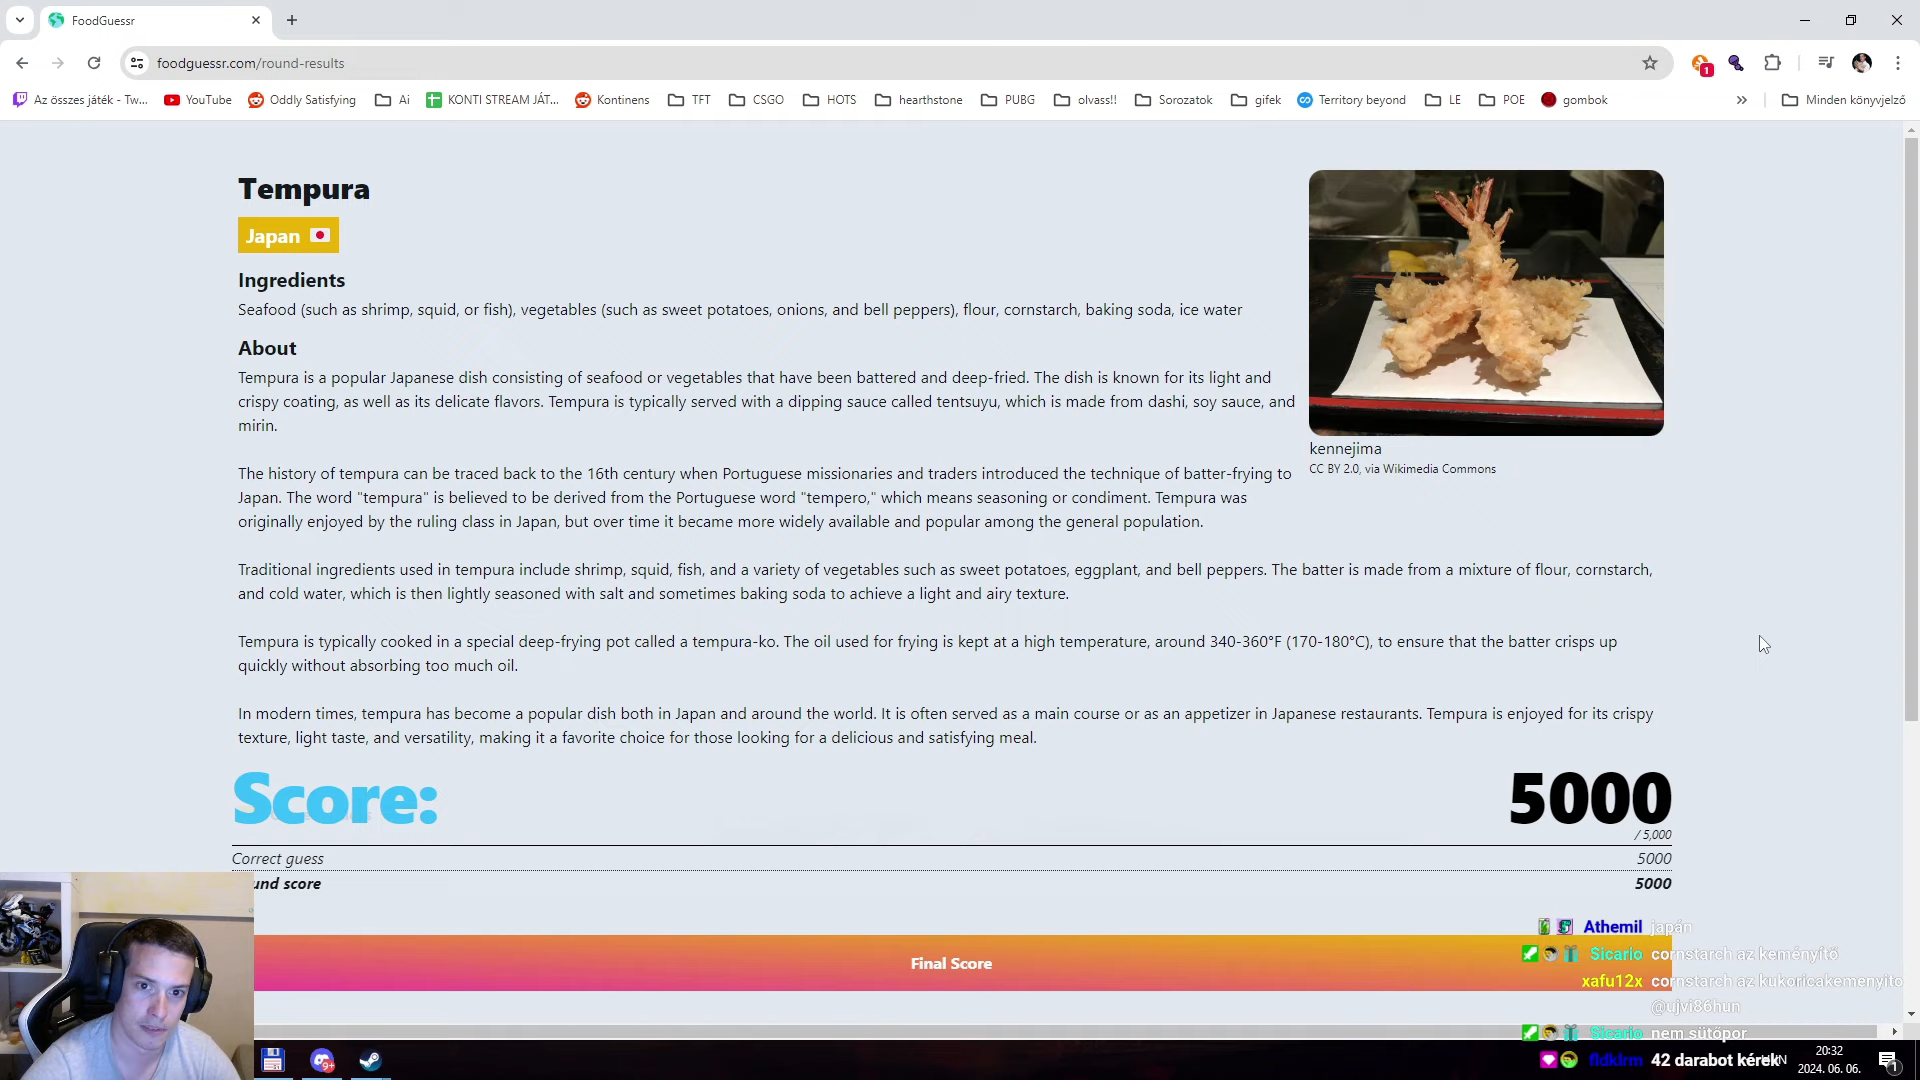 FoodGuessr
foodguessr.com/round-results
1
Az összes játék - Tw...
YouTube
Oddly Satisfying
Ai
KONTI STREAM JÁT...
Kontinens
TFT
CSGO
HOTS
hearthstone
PUBG
olvass!!
Sorozatok
gifek
Territory beyond
LE
POE
gombok
Minden könyvjelző
Tempura
Japan
Ingredients
Seafood (such as shrimp, squid, or fish), vegetables (such as sweet potatoes, onions, and bell peppers), flour, cornstarch, baking soda, ice water
About
Tempura is a popular Japanese dish consisting of seafood or vegetables that have been battered and deep-fried. The dish is known for its light and
crispy coating, as well as its delicate flavors. Tempura is typically served with a dipping sauce called tentsuyu, which is made from dashi, soy sauce, and
mirin.
kennejima
CC BY 2.0, via Wikimedia Commons
The history of tempura can be traced back to the 16th century when Portuguese missionaries and traders introduced the technique of batter-frying to
Japan. The word "tempura" is believed to be derived from the Portuguese word "tempero," which means seasoning or condiment. Tempura was
originally enjoyed by the ruling class in Japan, but over time it became more widely available and popular among the general population.
Traditional ingredients used in tempura include shrimp, squid, fish, and a variety of vegetables such as sweet potatoes, eggplant, and bell peppers. The batter is made from a mixture of flour, cornstarch,
and cold water, which is then lightly seasoned with salt and sometimes baking soda to achieve a light and airy texture.
Tempura is typically cooked in a special deep-frying pot called a tempura-ko. The oil used for frying is kept at a high temperature, around 340-360°F (170-180°C), to ensure that the batter crisps up
quickly without absorbing too much oil.
In modern times, tempura has become a popular dish both in Japan and around the world. It is often served as a main course or as an appetizer in Japanese restaurants. Tempura is enjoyed for its crispy
texture, light taste, and versatility, making it a favorite choice for those looking for a delicious and satisfying meal.
Score: 5000
/ 5,000
Correct guess 5000
und score 5000
Final Score
Athemil japán
Sicario cornstarch az keményítő
xafu12x cornstarch az kukoricakemenyito
@ujvi86hun
Sicario nem sütőpor
fldklrm 42 darabot kérek
9+
20:32
2024. 06. 06.
1